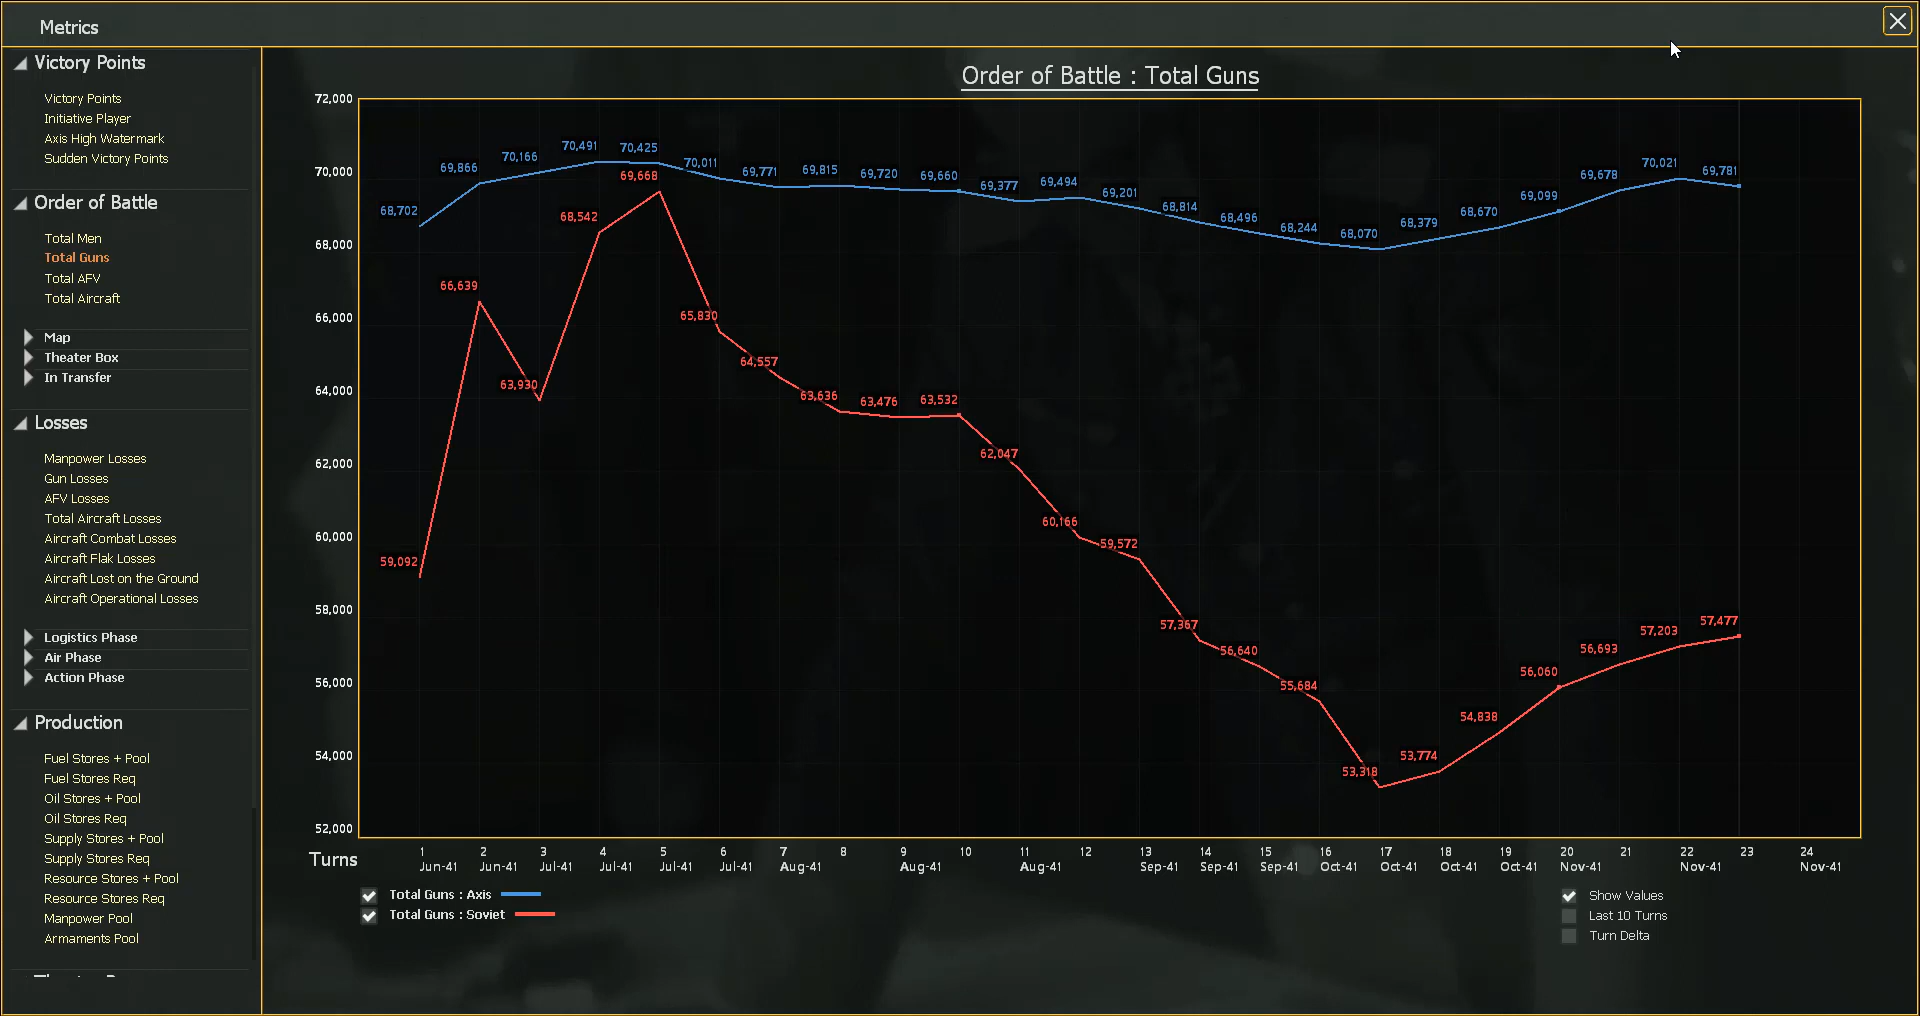 Metrics
Victory Points
Victory Points
Initiative Player
Axis High Watermark
Sudden Victory Points
Order of Battle
Total Men
Total Guns
Total AFV
Total Aircraft
Map
Theater Box
In Transfer
Losses
Manpower Losses
Gun Losses
AFV Losses
Total Aircraft Losses
Aircraft Combat Losses
Aircraft Flak Losses
Aircraft Lost on the Ground
Aircraft Operational Losses
Logistics Phase
Air Phase
Action Phase
Production
Fuel Stores + Pool
Fuel Stores Req
Oil Stores + Pool
Oil Stores Req
Supply Stores + Pool
Supply Stores Req
Resource Stores + Pool
Resource Stores Req
Manpower Pool
Armaments Pool
Order of Battle : Total Guns
72,000
70,000
68,000
66,000
64,000
62,000
60,000
58,000
56,000
54,000
52,000
68,702 69,866 70,166 70,491 70,425 70,011 69,771 69,815 69,720 69,660 69,377 69,494 69,201 68,814 68,496 68,244 68,070 68,379 68,670 69,099 69,678 70,021 69,781
59,092 66,639 63,930 68,542 69,668 65,830 64,557 63,636 63,476 63,532 62,047 60,166 59,572 57,367 56,640 55,684 53,318 53,774 54,838 56,060 56,693 57,203 57,477
Turns
1 2 3 4 5 6 7 8 9 10 11 12 13 14 15 16 17 18 19 20 21 22 23 24
Jun-41 Jun-41 Jul-41 Jul-41 Jul-41 Jul-41 Aug-41 Aug-41 Aug-41 Sep-41 Sep-41 Sep-41 Oct-41 Oct-41 Oct-41 Oct-41 Nov-41 Nov-41 Nov-41
Total Guns : Axis
Total Guns : Soviet
Show Values
Last 10 Turns
Turn Delta